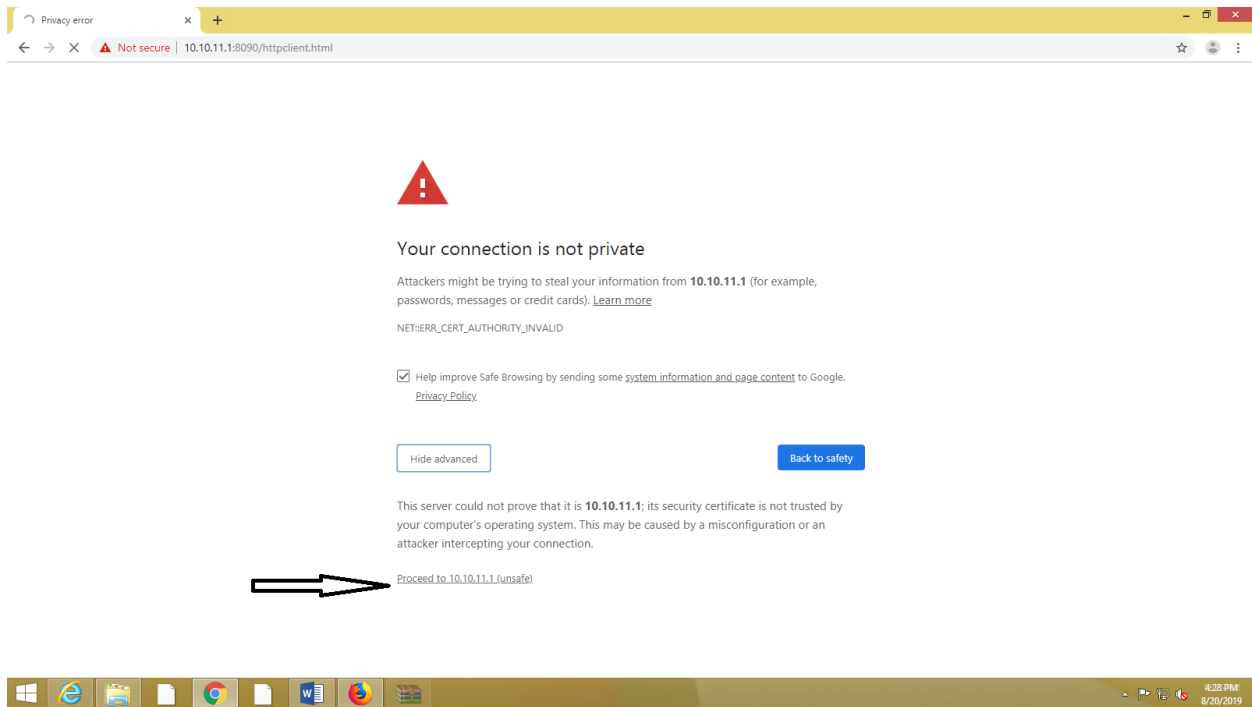 Privacy error
Not secure | 10.10.11.1:8090/httpclient.html
Your connection is not private
Attackers might be trying to steal your information from 10.10.11.1 (for example,
passwords, messages or credit cards). Learn more
NET::ERR_CERT_AUTHORITY_INVALID
Help improve Safe Browsing by sending some system information and page content to Google.
Privacy Policy
Hide advanced
Back to safety
This server could not prove that it is 10.10.11.1; its security certificate is not trusted by
your computer's operating system. This may be caused by a misconfiguration or an
attacker intercepting your connection.
Proceed to 10.10.11.1 (unsafe)
4:28 PM
8/20/2019